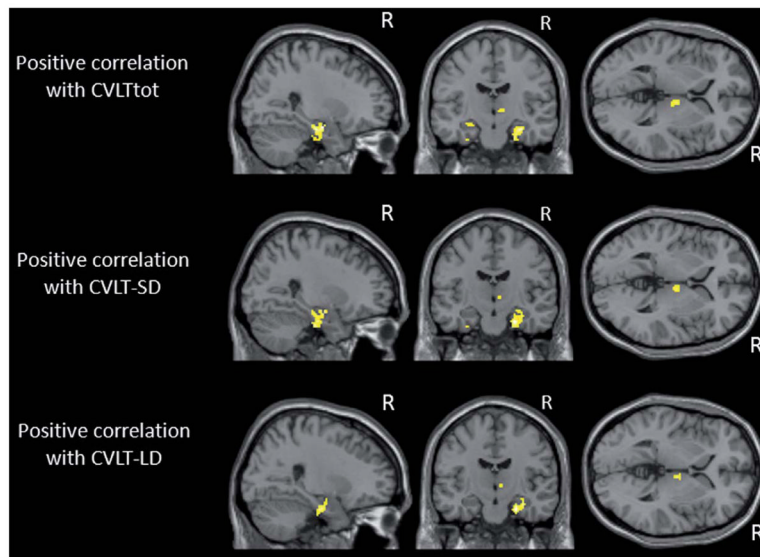 R
R
Positive correlation
with CVLTtot
R
R
R
Positive correlation
with CVLT-SD
R
R
R
Positive correlation
with CVLT-LD
R